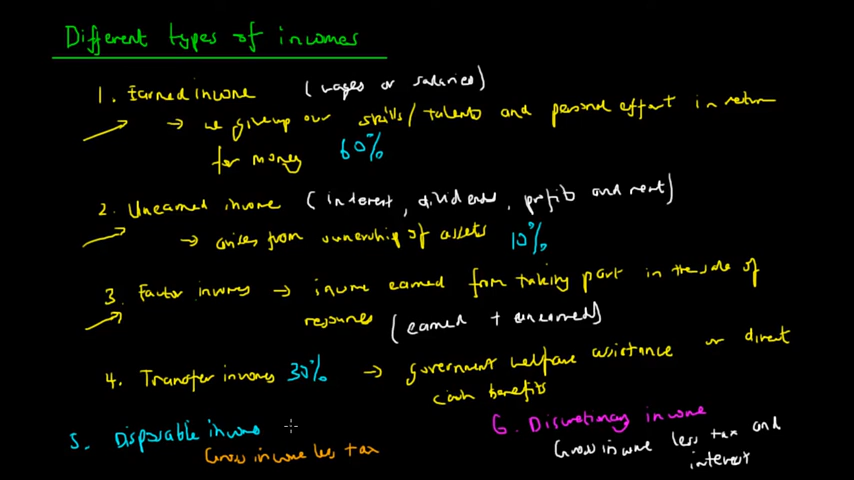 Different types of incomes
1. Earned income (wages or salaries)
→ we give up our skills/talents and personal effort in return
for money 60%
2. Unearned income (interest, dividends, profits and rent)
→ arises from ownership of assets 10%
3. Factor incomes → income earned from taking part in the sale of
resources (earned + unearned)
4. Transfer incomes 30% → government welfare assistance or direct
cash benefits
5. Disposable income
Gross income less tax
6. Discretionary income
Gross income less tax and
interest